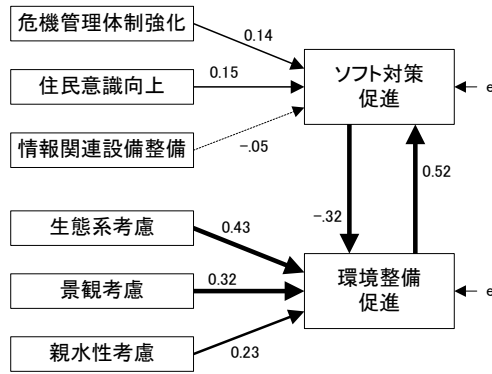 危機管理体制強化
0.14
住民意識向上
0.15
ソフト対策
促進
e
情報関連設備整備
-.05
0.52
-.32
生態系考慮
0.43
景観考慮
0.32
環境整備
促進
e
親水性考慮
0.23